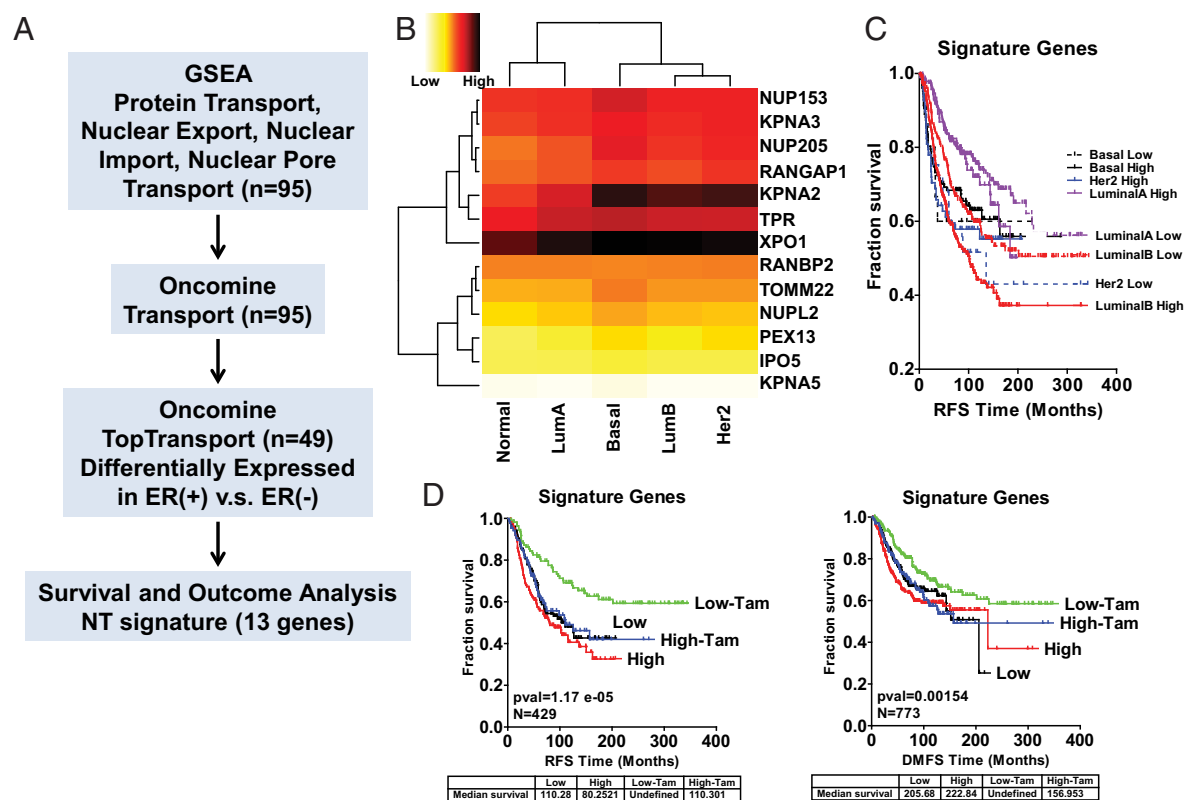 A
GSEA
Protein Transport,
Nuclear Export, Nuclear
Import, Nuclear Pore
Transport (n=95)
Oncomine
Transport (n=95)
Oncomine
TopTransport (n=49)
Differentially Expressed
in ER(+) v.s. ER(-)
Survival and Outcome Analysis
NT signature (13 genes)
B
Low High
NUP153
KPNA3
NUP205
RANGAP1
KPNA2
TPR
XPO1
RANBP2
TOMM22
NUPL2
PEX13
IPO5
KPNA5
Normal
LumA
Basal
LumB
Her2
C
Signature Genes
Fraction survival
1.0
0.8
0.6
0.4
0.2
0 100 200 300 400
RFS Time (Months)
Basal Low
Basal High
Her2 High
LuminalA High
LuminalA Low
LuminalB Low
Her2 Low
LuminalB High
D
Signature Genes
Fraction survival
1.0
0.8
0.6
0.4
0.2
0.0
0 100 200 300 400
RFS Time (Months)
Low-Tam
Low
High-Tam
High
pval=1.17 e-05
N=429
Low High Low-Tam High-Tam
Median survival 110.28 80.2521 Undefined 110.301
Signature Genes
Fraction survival
1.0
0.8
0.6
0.4
0.2
0.0
0 100 200 300 400
DMFS Time (Months)
Low-Tam
High-Tam
High
Low
pval=0.00154
N=773
Low High Low-Tam High-Tam
Median survival 205.68 222.84 Undefined 156.953